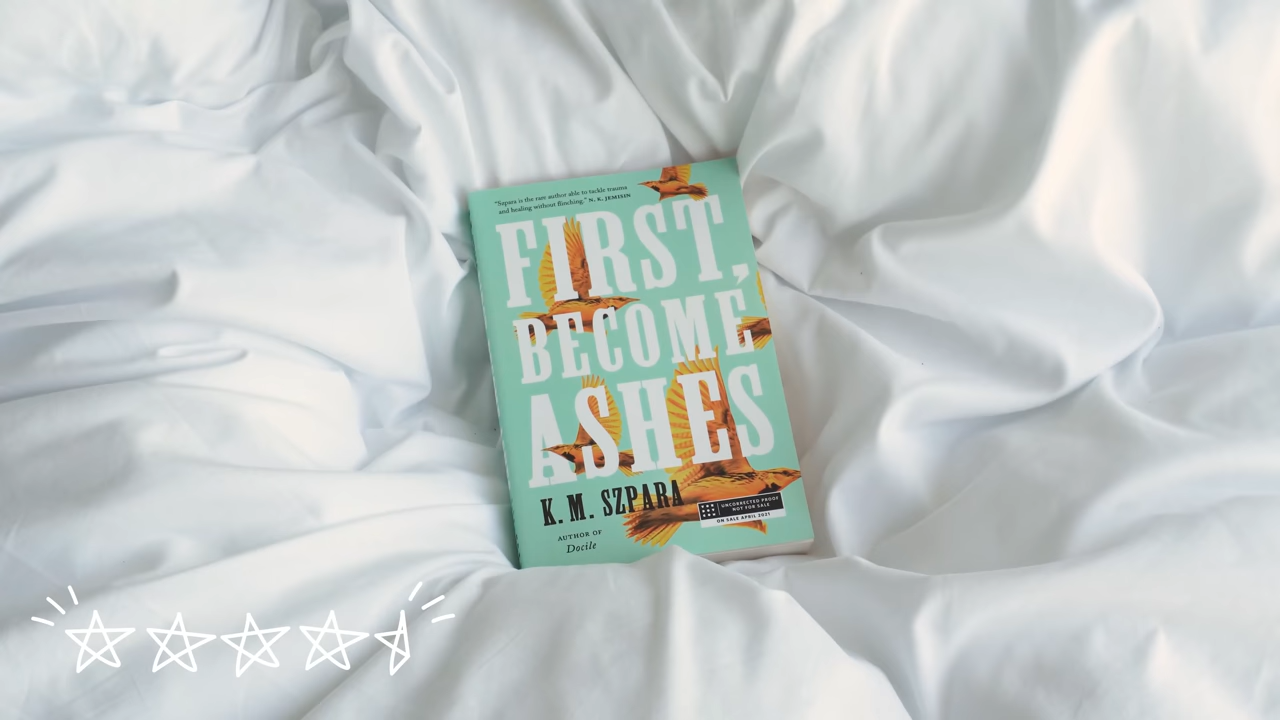 "Szpara is the rare author able to tackle trauma
and healing without flinching." N. K. JEMISIN
FIRST,
BECOME
ASHES
K. M. SZPARA
AUTHOR OF
Docile
UNCORRECTED PROOF
NOT FOR SALE
ON SALE APRIL 2021